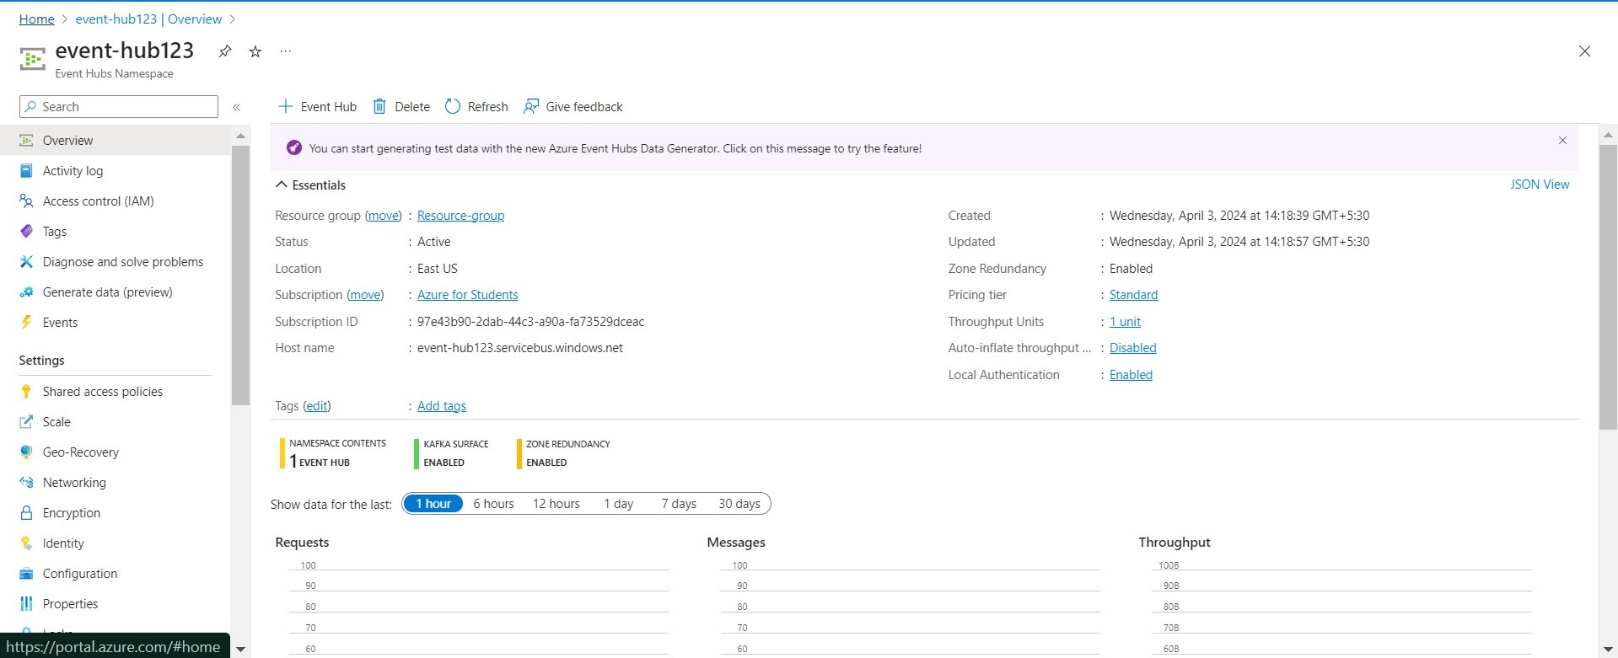 Home > event-hub123 | Overview >
event-hub123
Event Hubs Namespace
Search
Overview
Activity log
Access control (IAM)
Tags
Diagnose and solve problems
Generate data (preview)
Events
Settings
Shared access policies
Scale
Geo-Recovery
Networking
Encryption
Identity
Configuration
Properties
https://portal.azure.com/#home
Event Hub Delete Refresh Give feedback
You can start generating test data with the new Azure Event Hubs Data Generator. Click on this message to try the feature!
Essentials
JSON View
Resource group (move) : Resource-group
Status : Active
Location : East US
Subscription (move) : Azure for Students
Subscription ID : 97e43b90-2dab-44c3-a90a-fa73529dceac
Host name : event-hub123.servicebus.windows.net
Created : Wednesday, April 3, 2024 at 14:18:39 GMT+5:30
Updated : Wednesday, April 3, 2024 at 14:18:57 GMT+5:30
Zone Redundancy : Enabled
Pricing tier : Standard
Throughput Units : 1 unit
Auto-inflate throughput ... : Disabled
Local Authentication : Enabled
Tags (edit) : Add tags
NAMESPACE CONTENTS
1 EVENT HUB
KAFKA SURFACE
ENABLED
ZONE REDUNDANCY
ENABLED
Show data for the last: 1 hour 6 hours 12 hours 1 day 7 days 30 days
Requests
100
90
80
70
60
Messages
100
90
80
70
60
Throughput
100B
90B
80B
70B
60B